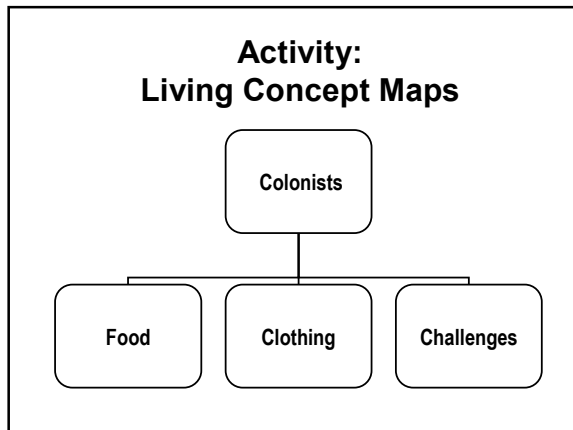 Activity:
Living Concept Maps
Colonists
Food
Clothing
Challenges